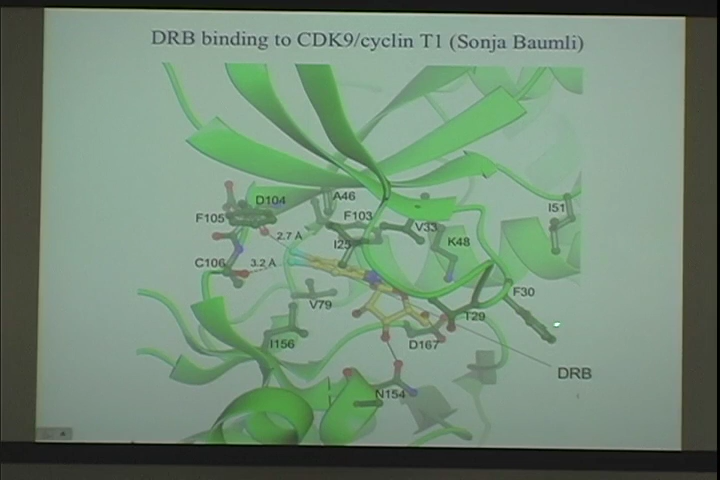 DRB binding to CDK9/cyclin T1 (Sonja Baumli)
D104
A46
F105
F103
I51
2.7 Å
V33
I25
K48
C106
3.2 Å
F30
V79
T29
I156
D167
DRB
N154